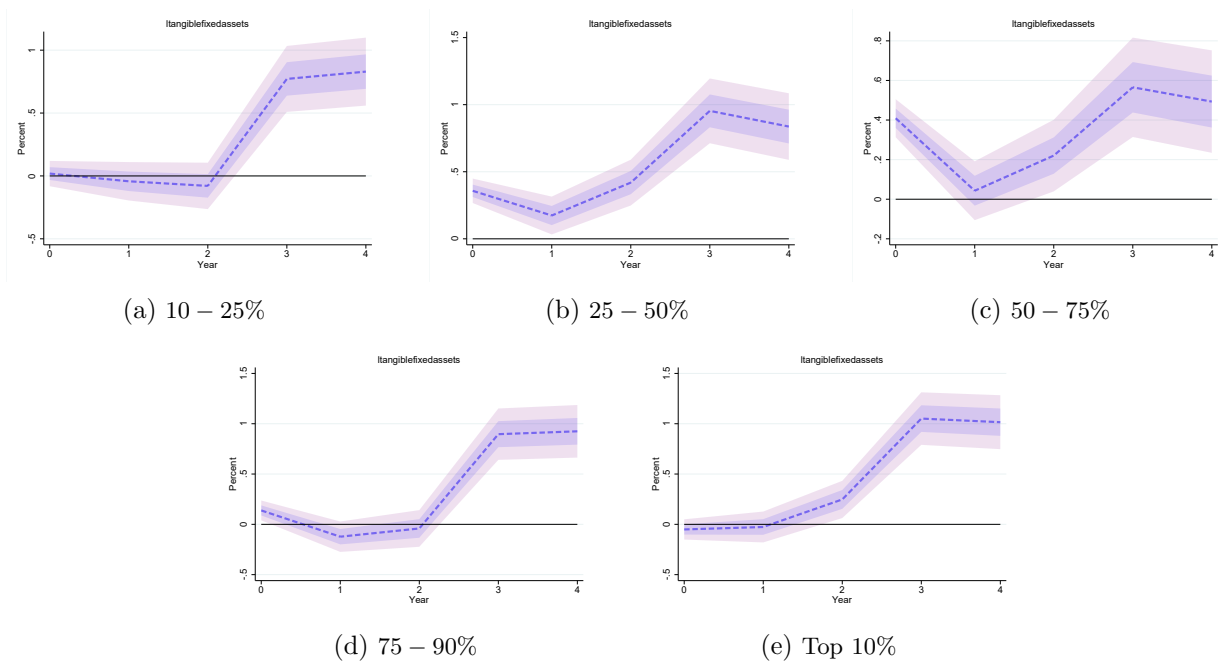 ltangiblefixedassets
Percent
1
.5
0
-.5
0 1 2 3 4
Year
(a) 10 – 25%
ltangiblefixedassets
Percent
1.5
1
.5
0
0 1 2 3 4
Year
(b) 25 – 50%
ltangiblefixedassets
Percent
.8
.6
.4
.2
0
-.2
0 1 2 3 4
Year
(c) 50 – 75%
ltangiblefixedassets
Percent
1.5
1
.5
0
-.5
0 1 2 3 4
Year
(d) 75 – 90%
ltangiblefixedassets
Percent
1.5
1
.5
0
-.5
0 1 2 3 4
Year
(e) Top 10%